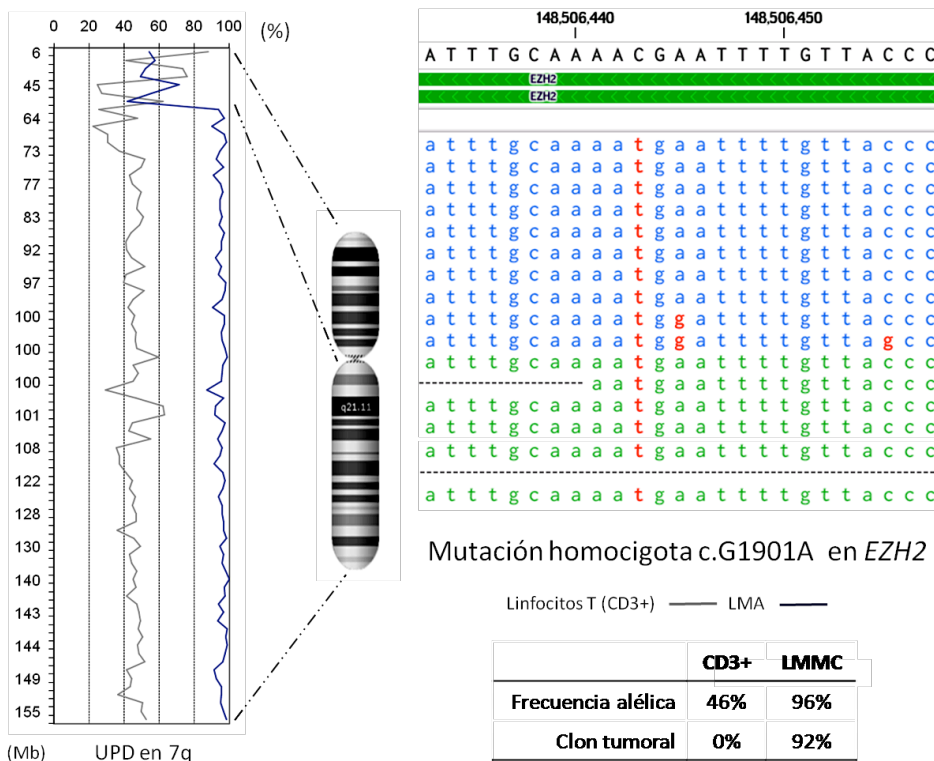 0 20 40 60 80 100 (%)
6
45
64
73
77
83
92
97
100
100
100
101
108
122
128
130
140
143
144
149
155
(Mb) UPD en 7q
q21.11
148,506,440 148,506,450
A T T T G C A A A A C G A A T T T T G T T A C C C
EZH2
EZH2
a t t t g c a a a a t g a a t t t t g t t a c c c
a t t t g c a a a a t g a a t t t t g t t a c c c
a t t t g c a a a a t g a a t t t t g t t a c c c
a t t t g c a a a a t g a a t t t t g t t a c c c
a t t t g c a a a a t g a a t t t t g t t a c c c
a t t t g c a a a a t g a a t t t t g t t a c c c
a t t t g c a a a a t g a a t t t t g t t a c c c
a t t t g c a a a a t g a a t t t t g t t a c c c
a t t t g c a a a a t g g a t t t t g t t a c c c
a t t t g c a a a a t g g a t t t t g t t a g c c
a t t t g c a a a a t g a a t t t t g t t a c c c
a a t g a a t t t t g t t a c c c
a t t t g c a a a a t g a a t t t t g t t a c c c
a t t t g c a a a a t g a a t t t t g t t a c c c
a t t t g c a a a a t g a a t t t t g t t a c c c
a t t t g c a a a a t g a a t t t t g t t a c c c
Mutación homocigota c.G1901A en EZH2
Linfocitos T (CD3+) LMA
CD3+ LMMC
Frecuencia alélica 46% 96%
Clon tumoral 0% 92%